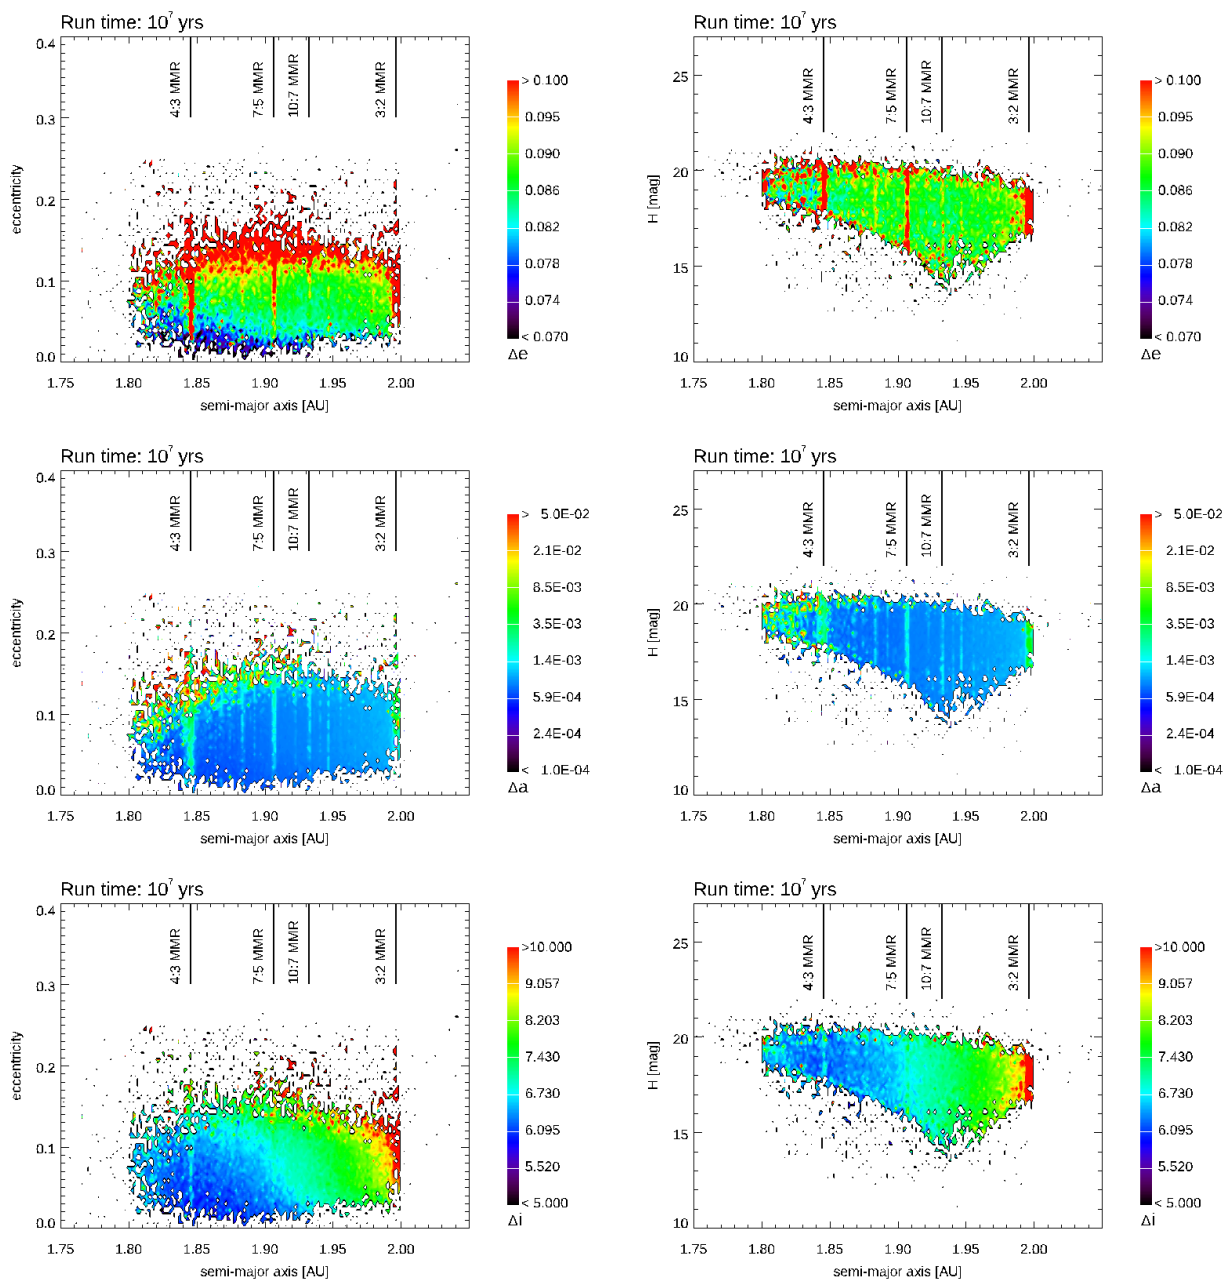 Run time: 10^7 yrs
0.4
0.3
0.2
0.1
0.0
eccentricity
4:3 MMR
7:5 MMR
10:7 MMR
3:2 MMR
1.75 1.80 1.85 1.90 1.95 2.00
semi-major axis [AU]
> 0.100
0.095
0.090
0.086
0.082
0.078
0.074
< 0.070
Δe
Run time: 10^7 yrs
25
20
15
10
H [mag]
4:3 MMR
7:5 MMR
10:7 MMR
3:2 MMR
1.75 1.80 1.85 1.90 1.95 2.00
semi-major axis [AU]
> 0.100
0.095
0.090
0.086
0.082
0.078
0.074
< 0.070
Δe
Run time: 10^7 yrs
0.4
0.3
0.2
0.1
0.0
eccentricity
4:3 MMR
7:5 MMR
10:7 MMR
3:2 MMR
1.75 1.80 1.85 1.90 1.95 2.00
semi-major axis [AU]
> 5.0E-02
2.1E-02
8.5E-03
3.5E-03
1.4E-03
5.9E-04
2.4E-04
< 1.0E-04
Δa
Run time: 10^7 yrs
25
20
15
10
H [mag]
4:3 MMR
7:5 MMR
10:7 MMR
3:2 MMR
1.75 1.80 1.85 1.90 1.95 2.00
semi-major axis [AU]
> 5.0E-02
2.1E-02
8.5E-03
3.5E-03
1.4E-03
5.9E-04
2.4E-04
< 1.0E-04
Δa
Run time: 10^7 yrs
0.4
0.3
0.2
0.1
0.0
eccentricity
4:3 MMR
7:5 MMR
10:7 MMR
3:2 MMR
1.75 1.80 1.85 1.90 1.95 2.00
semi-major axis [AU]
>10.000
9.057
8.203
7.430
6.730
6.095
5.520
< 5.000
Δi
Run time: 10^7 yrs
25
20
15
10
H [mag]
4:3 MMR
7:5 MMR
10:7 MMR
3:2 MMR
1.75 1.80 1.85 1.90 1.95 2.00
semi-major axis [AU]
>10.000
9.057
8.203
7.430
6.730
6.095
5.520
< 5.000
Δi